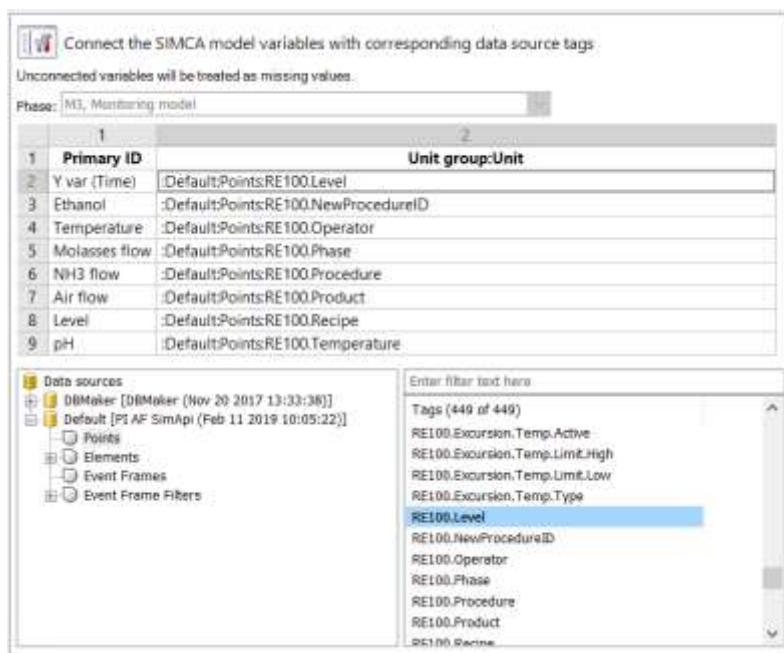 Connect the SIMCA model variables with corresponding data source tags
Unconnected variables will be treated as missing values.
Phase: M3, Monitoring model
1 2
1 Primary ID Unit group:Unit
2 Y var (Time) :Default:Points:RE100.Level
3 Ethanol :Default:Points:RE100.NewProcedureID
4 Temperature :Default:Points:RE100.Operator
5 Molasses flow :Default:Points:RE100.Phase
6 NH3 flow :Default:Points:RE100.Procedure
7 Air flow :Default:Points:RE100.Product
8 Level :Default:Points:RE100.Recipe
9 pH :Default:Points:RE100.Temperature
Data sources
DBMaker [DBMaker (Nov 20 2017 13:33:38)]
Default [PI AF SimApi (Feb 11 2019 10:05:22)]
Points
Elements
Event Frames
Event Frame Filters
Enter filter text here
Tags (449 of 449)
RE100.Excursion.Temp.Active
RE100.Excursion.Temp.Limit.High
RE100.Excursion.Temp.Limit.Low
RE100.Excursion.Temp.Type
RE100.Level
RE100.NewProcedureID
RE100.Operator
RE100.Phase
RE100.Procedure
RE100.Product
RE100.Recipe